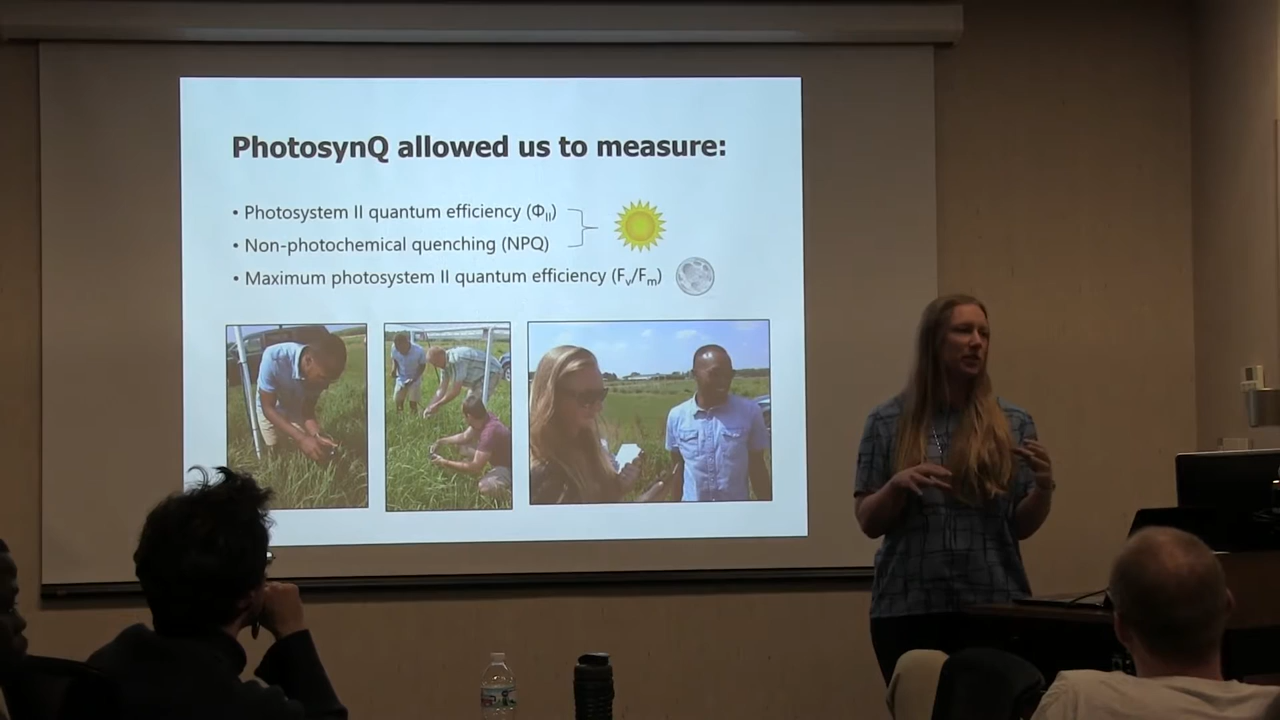 PhotosynQ allowed us to measure:
• Photosystem II quantum efficiency (ΦII)
• Non-photochemical quenching (NPQ)
• Maximum photosystem II quantum efficiency (Fv/Fm)